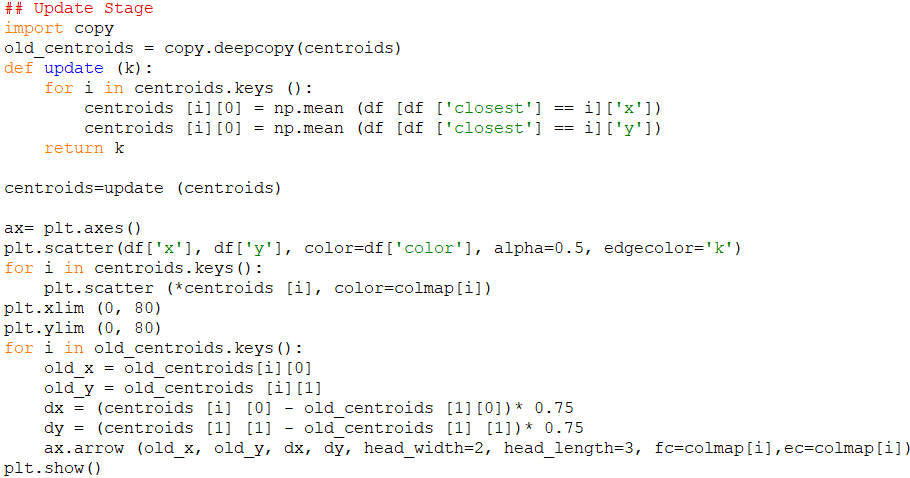 ## Update Stage
import copy
old_centroids = copy.deepcopy(centroids)
def update (k):
    for i in centroids.keys ():
        centroids [i][0] = np.mean (df [df ['closest'] == i]['x'])
        centroids [i][0] = np.mean (df [df ['closest'] == i]['y'])
    return k

centroids=update (centroids)

ax= plt.axes()
plt.scatter(df['x'], df['y'], color=df['color'], alpha=0.5, edgecolor='k')
for i in centroids.keys():
    plt.scatter (*centroids [i], color=colmap[i])
plt.xlim (0, 80)
plt.ylim (0, 80)
for i in old_centroids.keys():
    old_x = old_centroids[i][0]
    old_y = old_centroids [i][1]
    dx = (centroids [i] [0] - old_centroids [1][0])* 0.75
    dy = (centroids [1] [1] - old_centroids [1] [1])* 0.75
    ax.arrow (old_x, old_y, dx, dy, head_width=2, head_length=3, fc=colmap[i],ec=colmap[i])
plt.show()